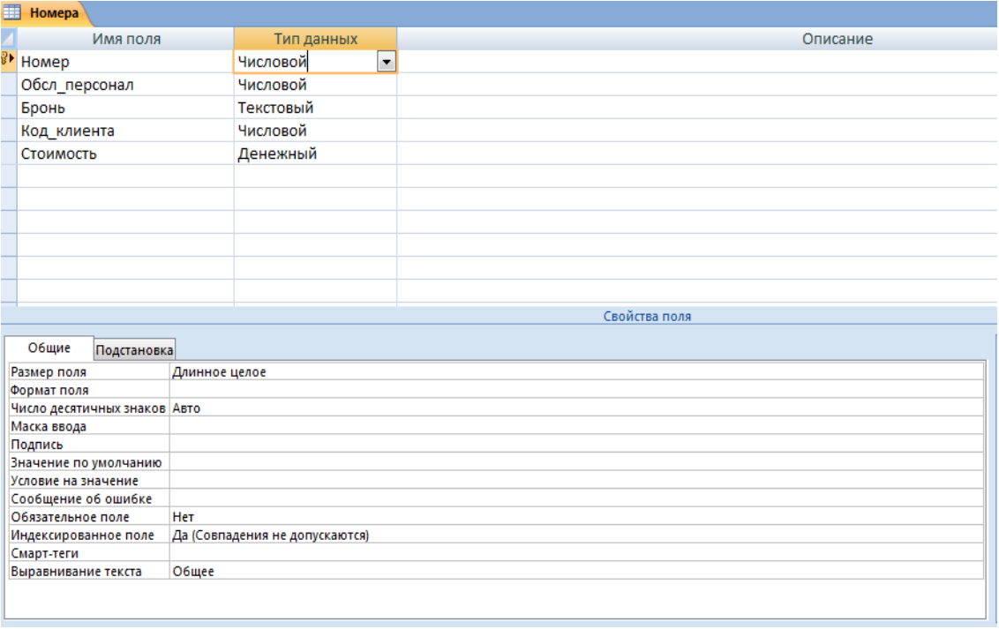 Номера
Имя поля Тип данных Описание
Номер Числовой
Обсл_персонал Числовой
Бронь Текстовый
Код_клиента Числовой
Стоимость Денежный
Свойства поля
Общие Подстановка
Размер поля Длинное целое
Формат поля
Число десятичных знаков Авто
Маска ввода
Подпись
Значение по умолчанию
Условие на значение
Сообщение об ошибке
Обязательное поле Нет
Индексированное поле Да (Совпадения не допускаются)
Смарт-теги
Выравнивание текста Общее